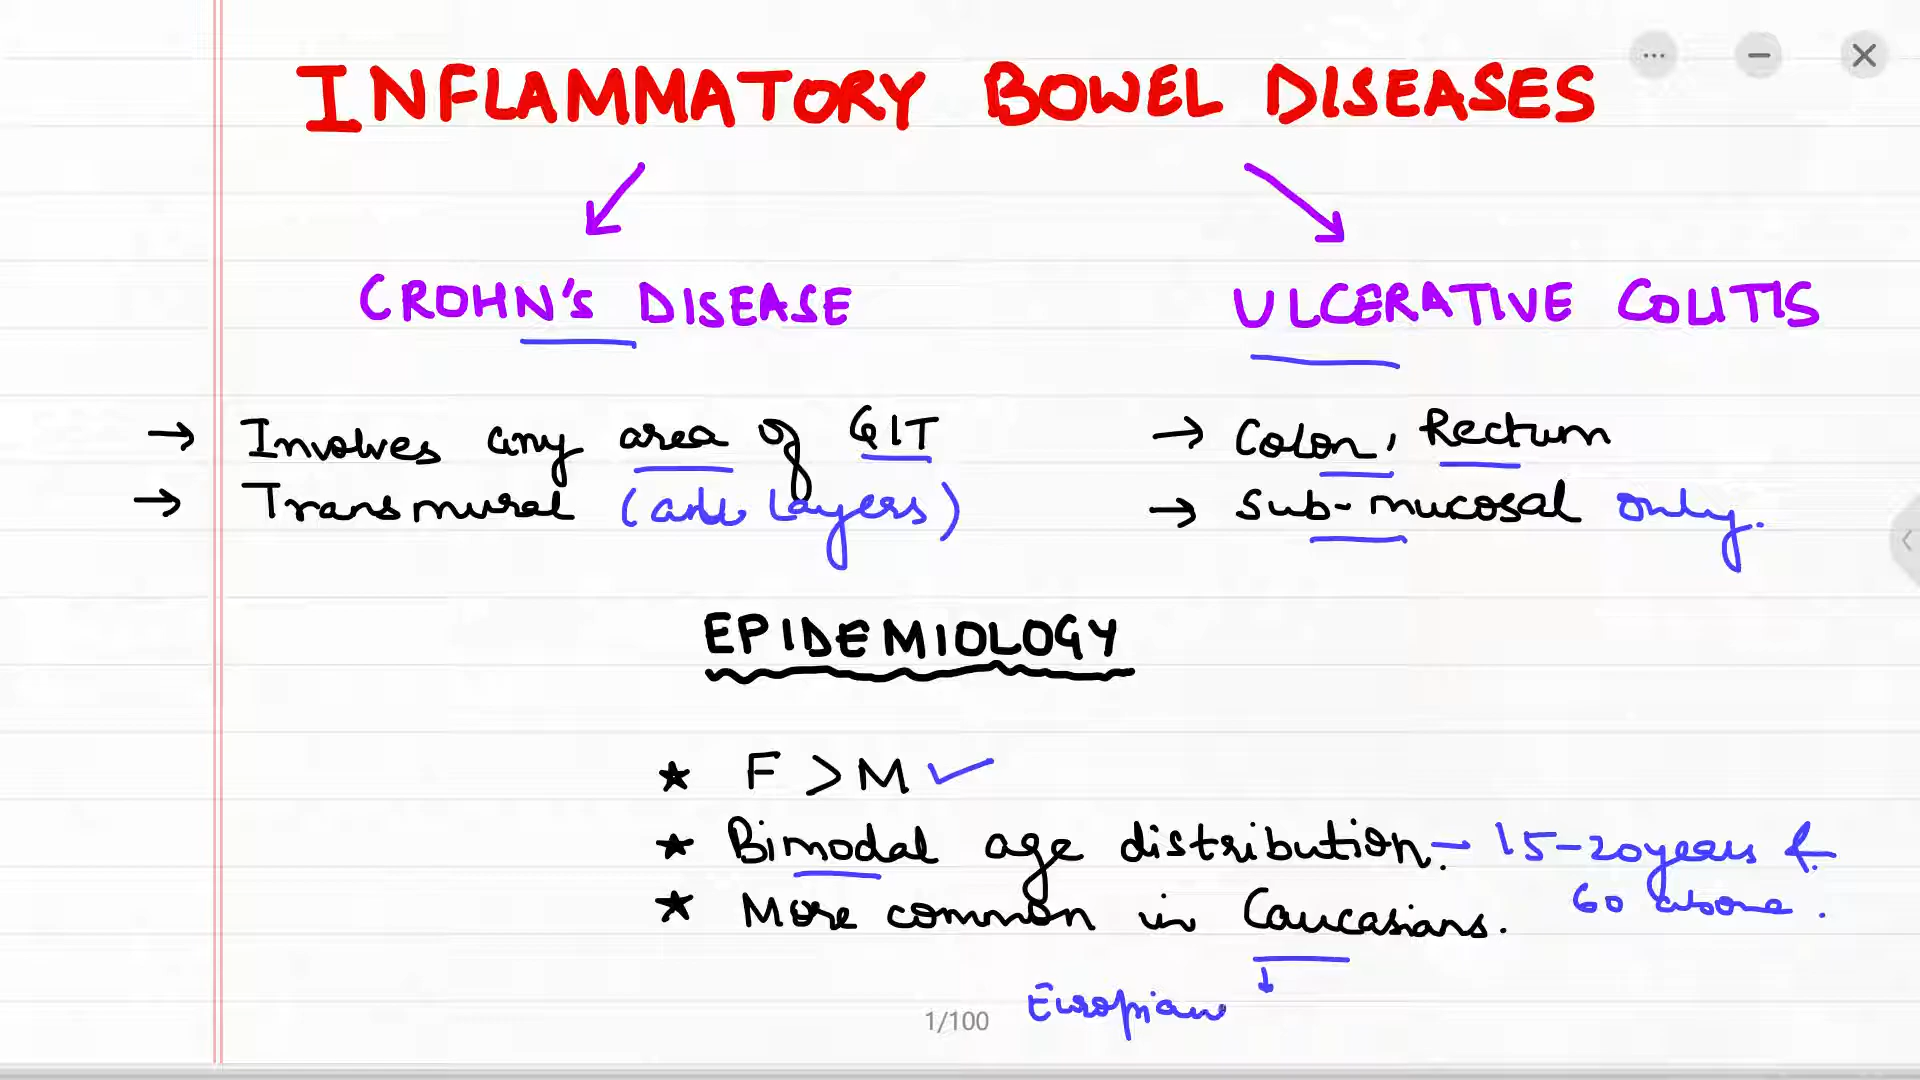 INFLAMMATORY BOWEL DISEASES
CROHN'S DISEASE
ULCERATIVE COLITIS
→ Involves any area of GIT
→ Transmural (all layers)
→ Colon, Rectum
→ Sub-mucosal only.
EPIDEMIOLOGY
★ F > M ✓
★ Bimodal age distribution. - 15-20 years &
60 above.
★ More common in Caucasians.
↓
Europian
1/100